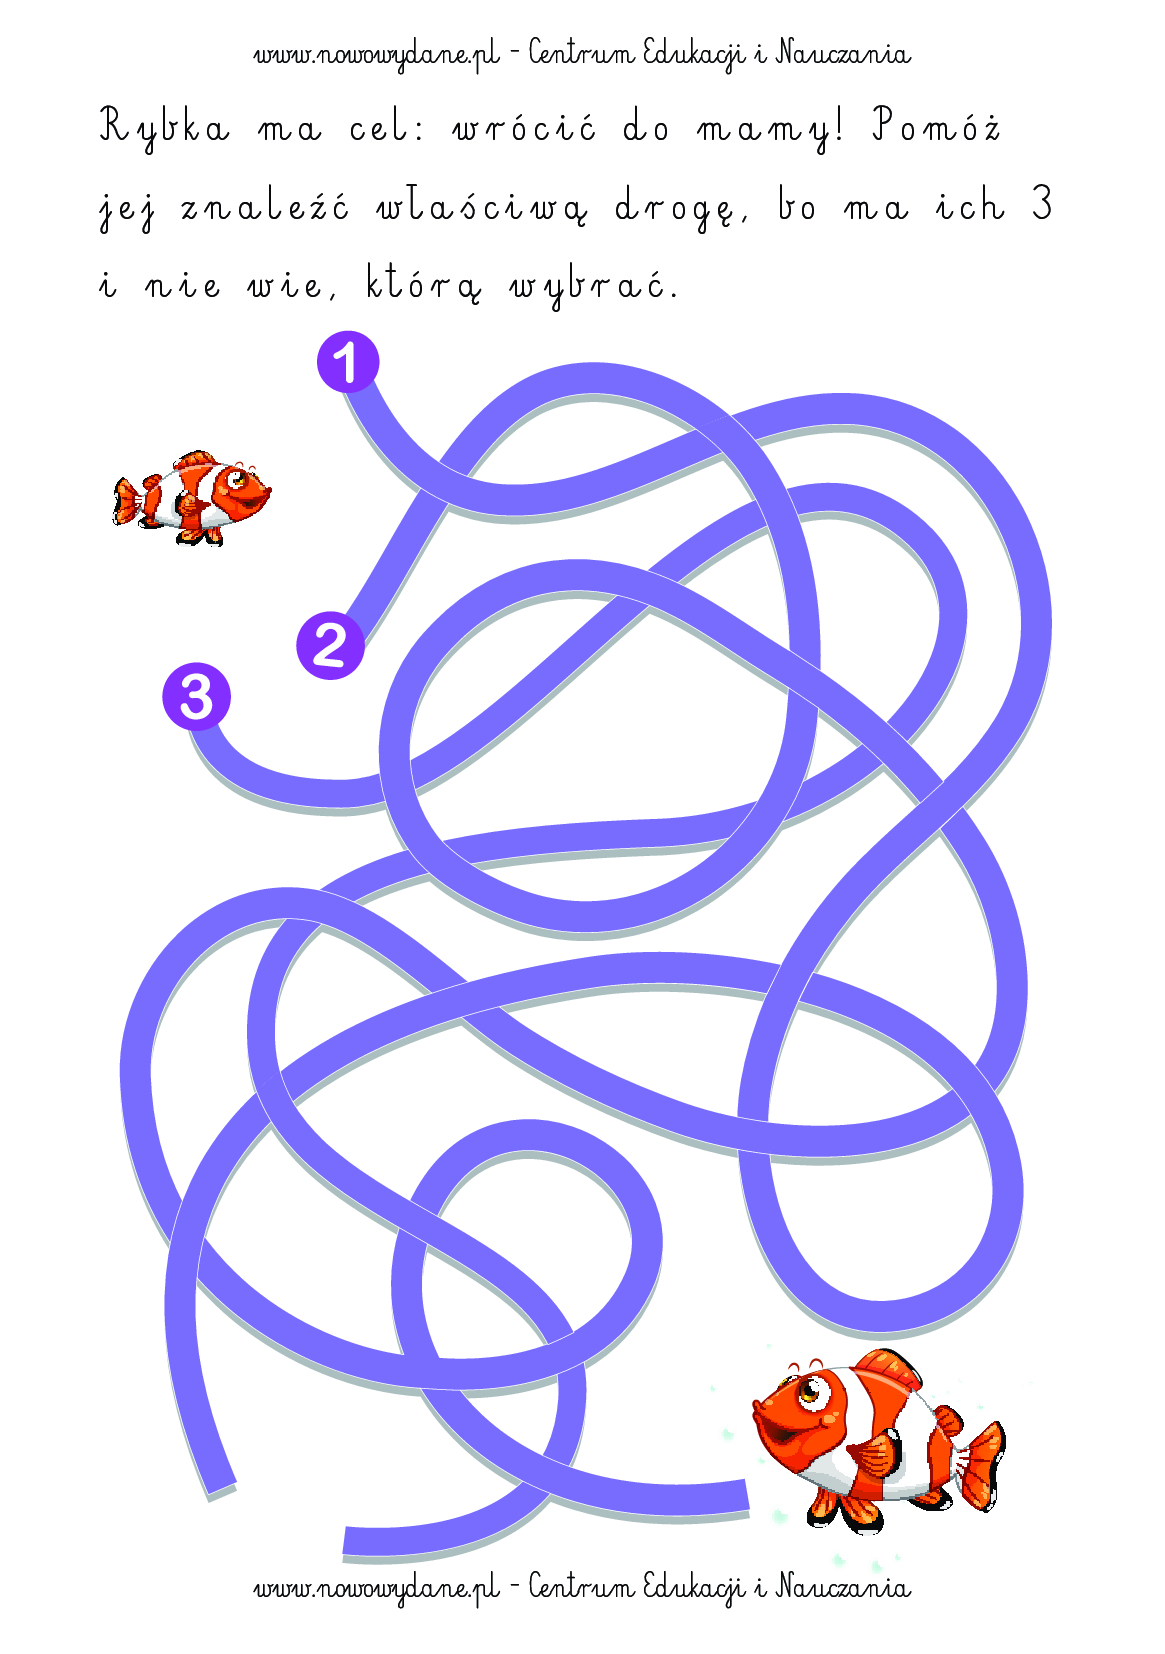 www.nowowydane.pl - Centrum Edukacji i Nauczania
Rybka ma cel: wrócić do mamy! Pomóż
jej znaleźć właściwą drogę, bo ma ich 3
i nie wie, którą wybrać.
1
2
3
www.nowowydane.pl - Centrum Edukacji i Nauczania